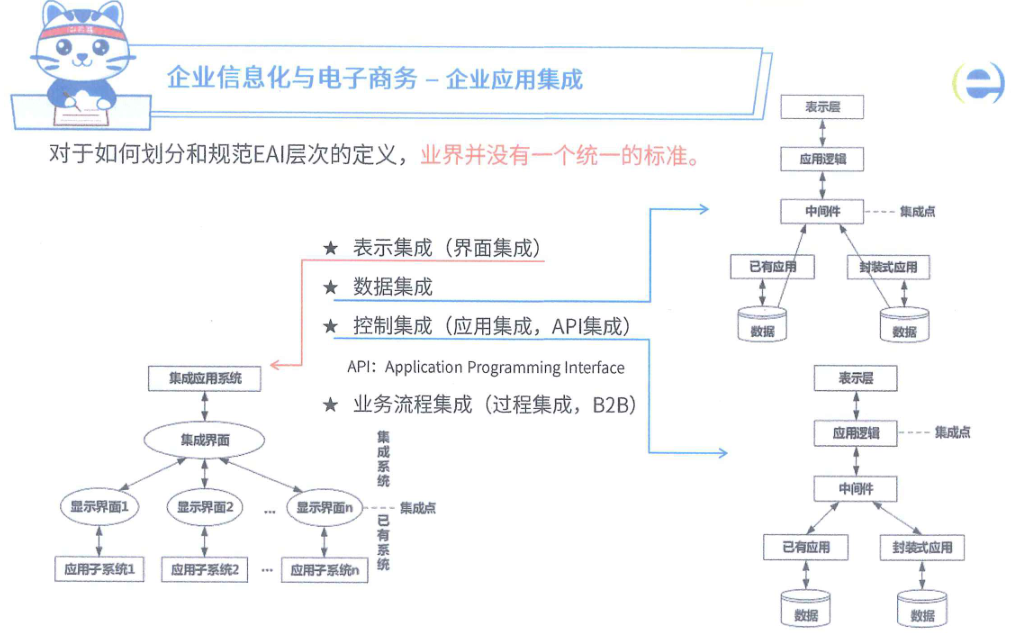 企业信息化与电子商务 – 企业应用集成
对于如何划分和规范EAI层次的定义，业界并没有一个统一的标准。
★ 表示集成（界面集成）
★ 数据集成
★ 控制集成（应用集成，API集成）
API：Application Programming Interface
★ 业务流程集成（过程集成，B2B）
表示层
应用逻辑
中间件
集成点
已有应用
封装式应用
数据
数据
集成应用系统
集成界面
显示界面1
显示界面2
...
显示界面n
集成点
集成系统
已有系统
应用子系统1
应用子系统2
...
应用子系统n
表示层
应用逻辑
集成点
中间件
已有应用
封装式应用
数据
数据